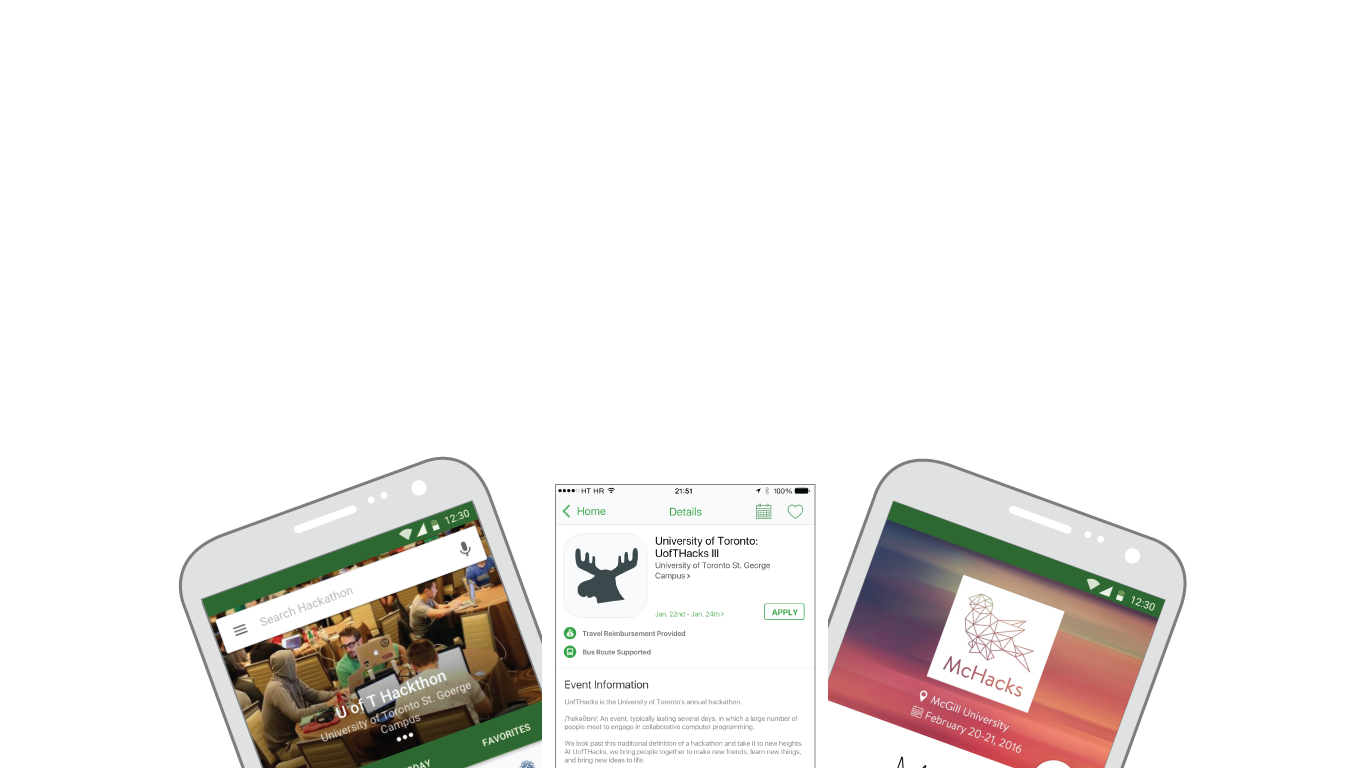 12:30
Search Hackathon
U of T Hackthon
University of Toronto St. Goerge
Campus
FAVORITES
HT HR
21:51
100%
Home
Details
University of Toronto:
UofTHacks III
University of Toronto St. George
Campus >
Jan. 22nd - Jan. 24th >
APPLY
Travel Reimbursement Provided
Bus Route Supported
Event Information
UofTHacks is the University of Toronto's annual hackathon.
/'hakəθɒn/: An event, typically lasting several days, in which a large number of
people meet to engage in collaborative computer programming.
We look past this traditional definition of a hackathon and take it to new heights.
At UofTHacks, we bring people together to make new friends, learn new things,
and bring new ideas to life.
12:30
McHacks
McGill University
February 20-21, 2016